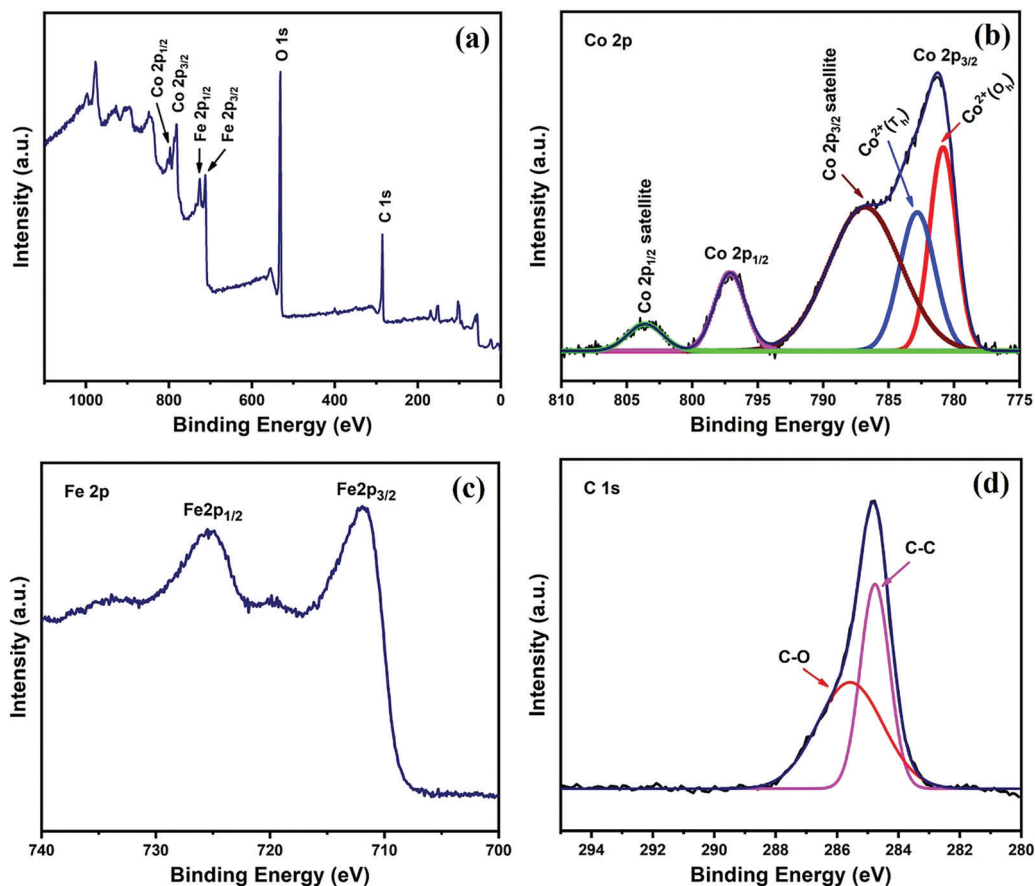 (a)
Co 2p1/2
Co 2p3/2
Fe 2p1/2
Fe 2p3/2
O 1s
C 1s
Intensity (a.u.)
1000 800 600 400 200 0
Binding Energy (eV)
(b)
Co 2p
Co 2p1/2 satellite
Co 2p1/2
Co 2p3/2 satellite
Co2+(Th)
Co 2p3/2
Co2+(Oh)
Intensity (a.u.)
810 805 800 795 790 785 780 775
Binding Energy (eV)
(c)
Fe 2p
Fe2p1/2
Fe2p3/2
Intensity (a.u.)
740 730 720 710 700
Binding Energy (eV)
(d)
C 1s
C-C
C-O
Intensity (a.u.)
294 292 290 288 286 284 282 280
Binding Energy (eV)